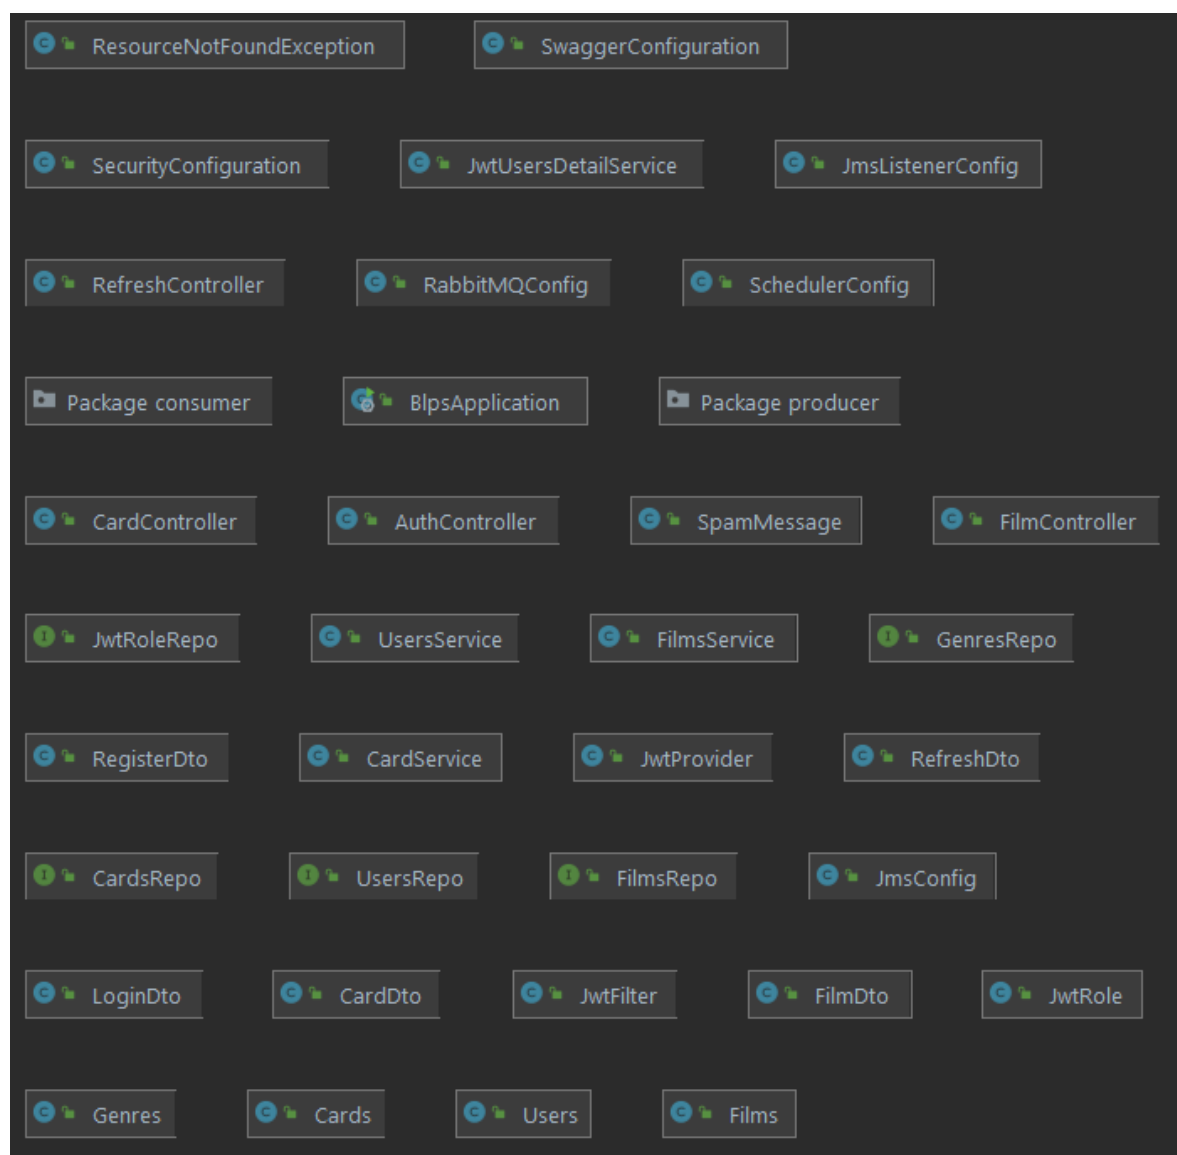 ResourceNotFoundException SwaggerConfiguration
SecurityConfiguration JwtUsersDetailService JmsListenerConfig
RefreshController RabbitMQConfig SchedulerConfig
Package consumer BlpsApplication Package producer
CardController AuthController SpamMessage FilmController
JwtRoleRepo UsersService FilmsService GenresRepo
RegisterDto CardService JwtProvider RefreshDto
CardsRepo UsersRepo FilmsRepo JmsConfig
LoginDto CardDto JwtFilter FilmDto JwtRole
Genres Cards Users Films